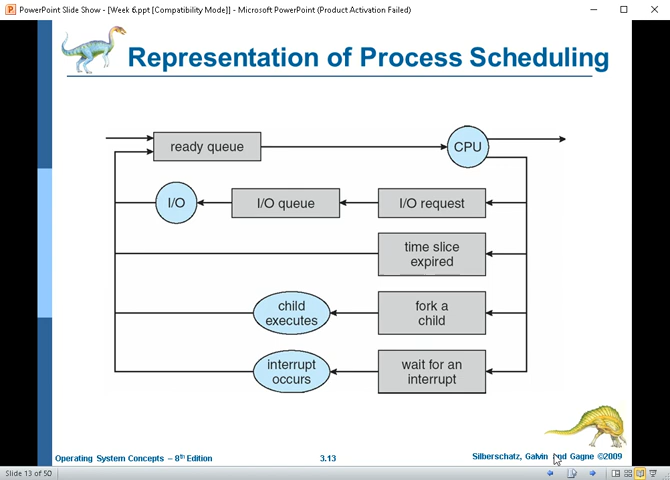 PowerPoint Slide Show - [Week 6.ppt [Compatibility Mode]] - Microsoft PowerPoint (Product Activation Failed)
Representation of Process Scheduling
ready queue
CPU
I/O
I/O queue
I/O request
time slice
expired
child
executes
fork a
child
interrupt
occurs
wait for an
interrupt
Operating System Concepts – 8th Edition
3.13
Silberschatz, Galvin and Gagne ©2009
Slide 13 of 50